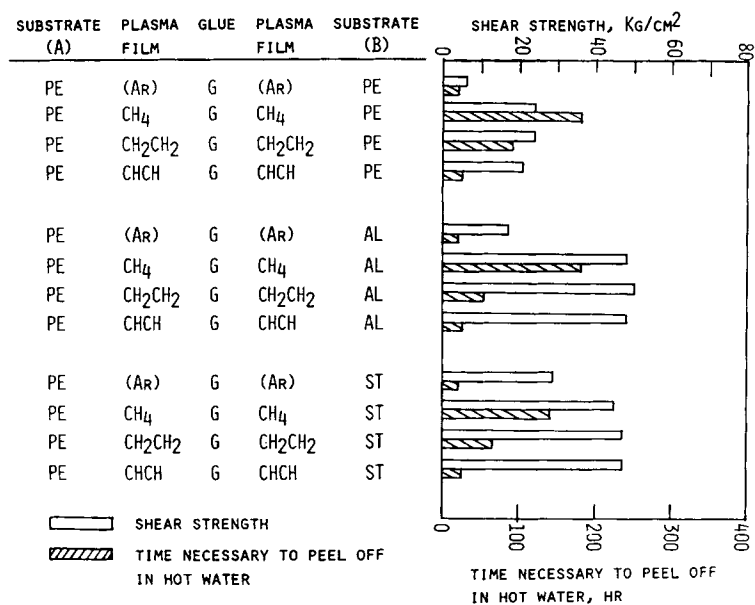 SUBSTRATE PLASMA GLUE PLASMA SUBSTRATE SHEAR STRENGTH, KG/CM²
(A) FILM FILM (B) 0 20 40 60 80
PE (AR) G (AR) PE
PE CH₄ G CH₄ PE
PE CH₂CH₂ G CH₂CH₂ PE
PE CHCH G CHCH PE
PE (AR) G (AR) AL
PE CH₄ G CH₄ AL
PE CH₂CH₂ G CH₂CH₂ AL
PE CHCH G CHCH AL
PE (AR) G (AR) ST
PE CH₄ G CH₄ ST
PE CH₂CH₂ G CH₂CH₂ ST
PE CHCH G CHCH ST
0 100 200 300 400
SHEAR STRENGTH
TIME NECESSARY TO PEEL OFF
IN HOT WATER
TIME NECESSARY TO PEEL OFF
IN HOT WATER, HR